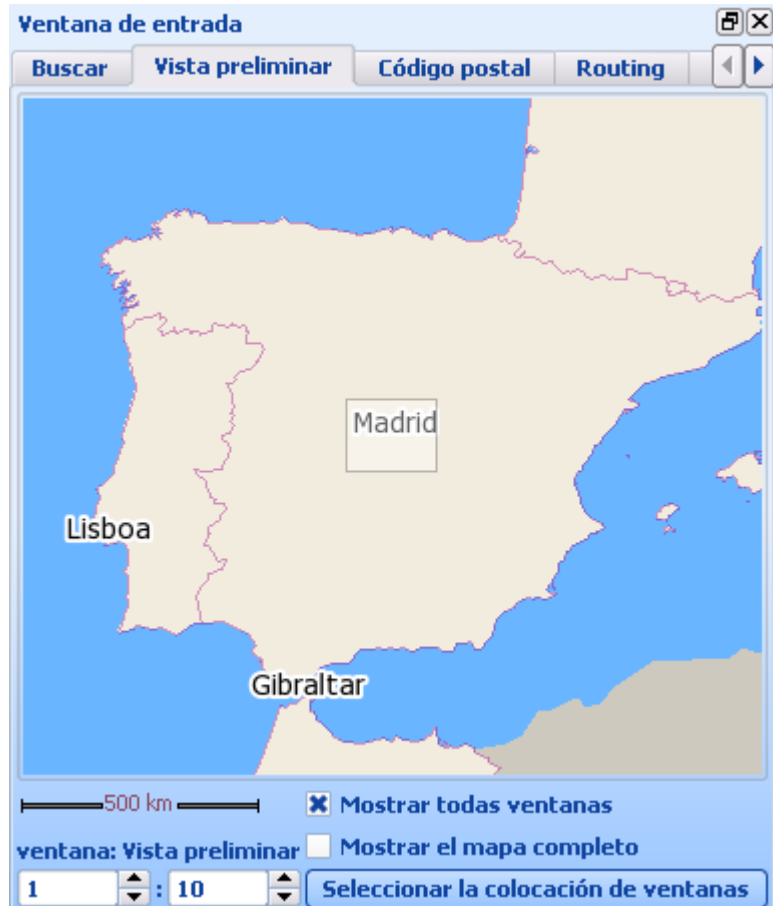 Ventana de entrada
Buscar
Vista preliminar
Código postal
Routing
Madrid
Lisboa
Gibraltar
500 km
Mostrar todas ventanas
ventana: Vista preliminar
Mostrar el mapa completo
1 : 10
Seleccionar la colocación de ventanas